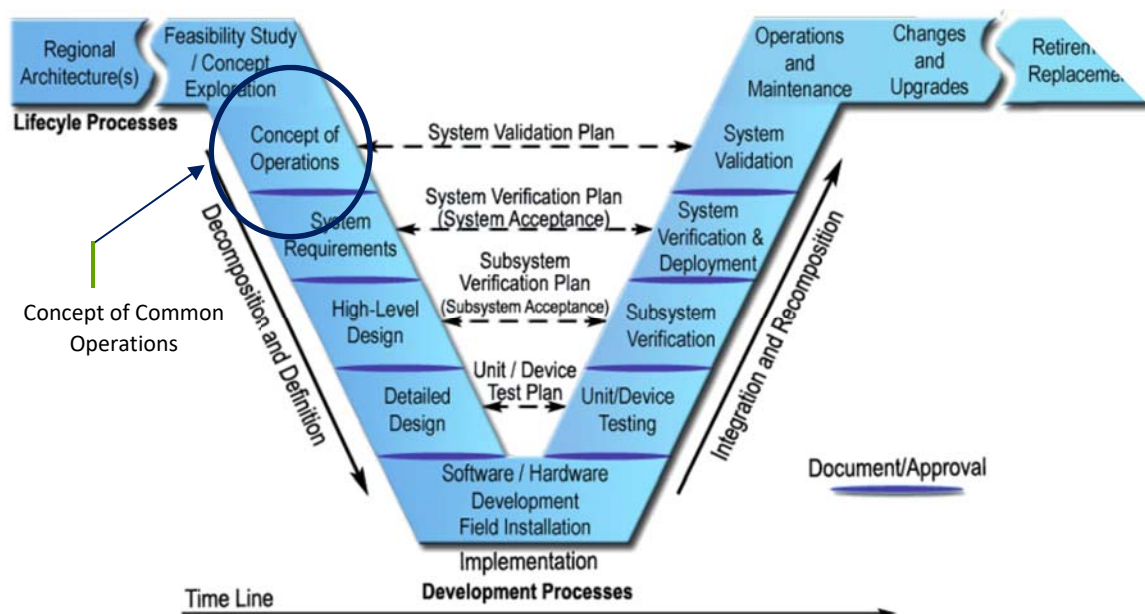 Regional
Architecture(s)
Feasibility Study
/ Concept
Exploration
Operations
and
Maintenance
Changes
and
Upgrades
Retirem
Replacemen
Lifecyle Processes
Concept of
Operations
System Validation Plan
System
Validation
System
Requirements
System Verification Plan
(System Acceptance)
System
Verification &
Deployment
High-Level
Design
Subsystem
Verification Plan
(Subsystem Acceptance)
Subsystem
Verification
Detailed
Design
Unit / Device
Test Plan
Unit/Device
Testing
Software / Hardware
Development
Field Installation
Implementation
Development Processes
Decomposition and Definition
Integration and Recomposition
Concept of Common
Operations
Document/Approval
Time Line